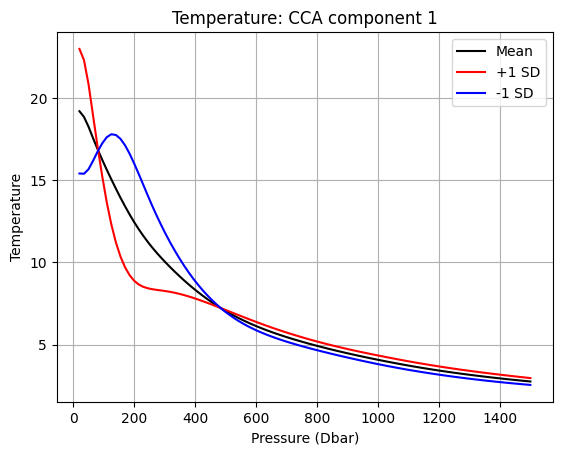 Temperature: CCA component 1
Mean
+1 SD
-1 SD
20
15
10
5
Temperature
0 200 400 600 800 1000 1200 1400
Pressure (Dbar)